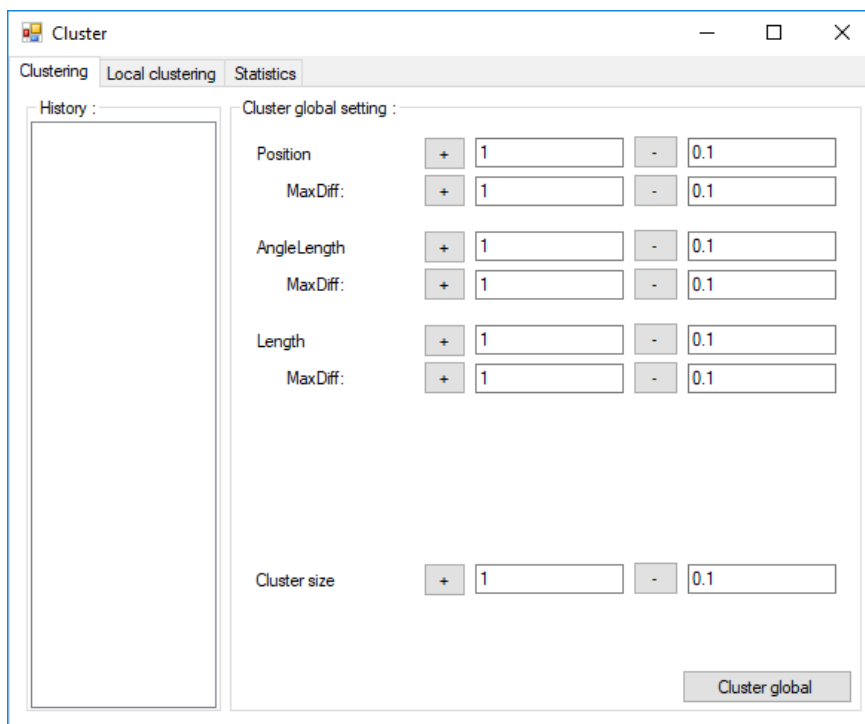 Cluster
Clustering Local clustering Statistics
History :
Cluster global setting :
Position + 1 - 0.1
MaxDiff: + 1 - 0.1
AngleLength + 1 - 0.1
MaxDiff: + 1 - 0.1
Length + 1 - 0.1
MaxDiff: + 1 - 0.1
Cluster size + 1 - 0.1
Cluster global